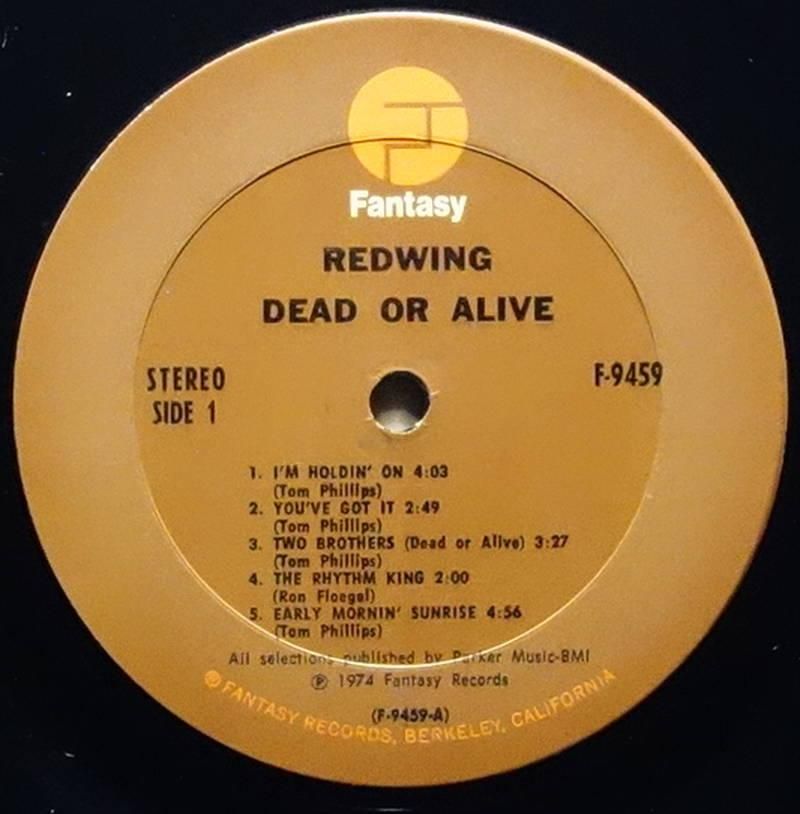 Fantasy
REDWING
DEAD OR ALIVE
STEREO
SIDE 1
F-9459
1. I'M HOLDIN' ON 4:03
(Tom Phillips)
2. YOU'VE GOT IT 2:49
(Tom Phillips)
3. TWO BROTHERS (Dead or Alive) 3:27
(Tom Phillips)
4. THE RHYTHM KING 2:00
(Ron Floegel)
5. EARLY MORNIN' SUNRISE 4:56
(Tom Phillips)
All selections published by Parker Music-BMI
℗ 1974 Fantasy Records
(F-9459-A)
® FANTASY RECORDS, BERKELEY, CALIFORNIA